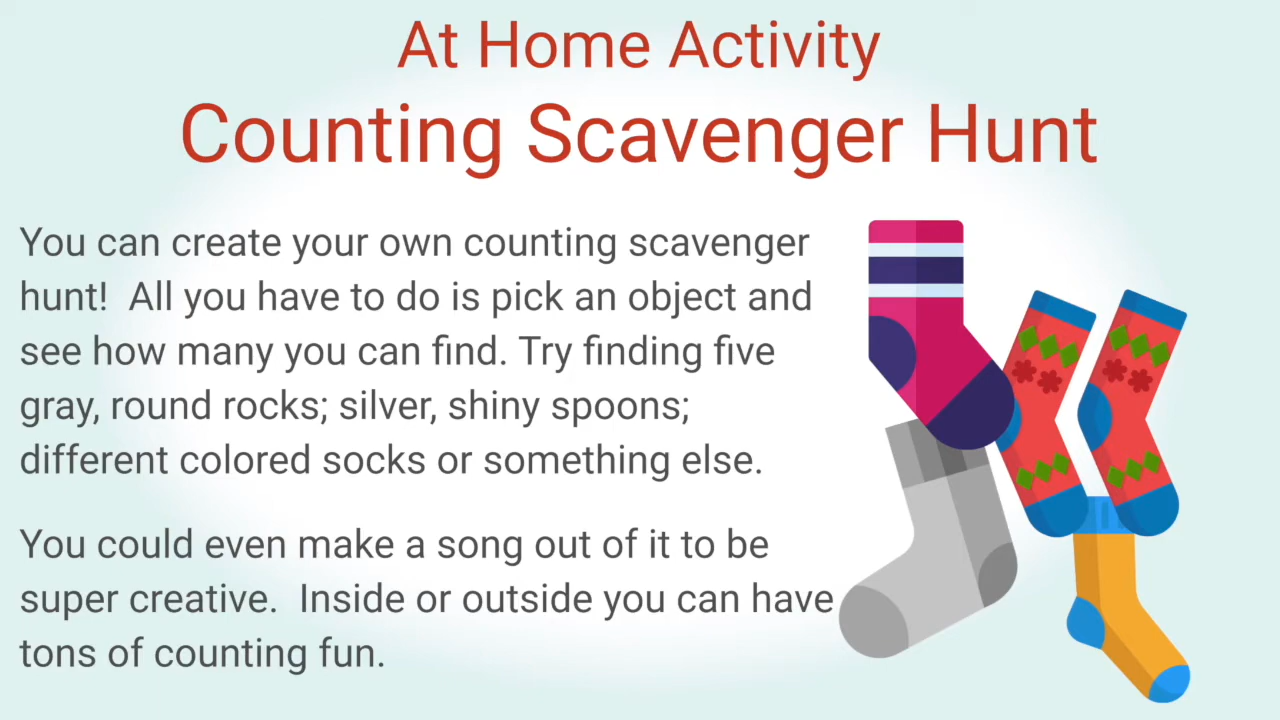 At Home Activity
Counting Scavenger Hunt
You can create your own counting scavenger
hunt!  All you have to do is pick an object and
see how many you can find. Try finding five
gray, round rocks; silver, shiny spoons;
different colored socks or something else.
You could even make a song out of it to be
super creative.  Inside or outside you can have
tons of counting fun.